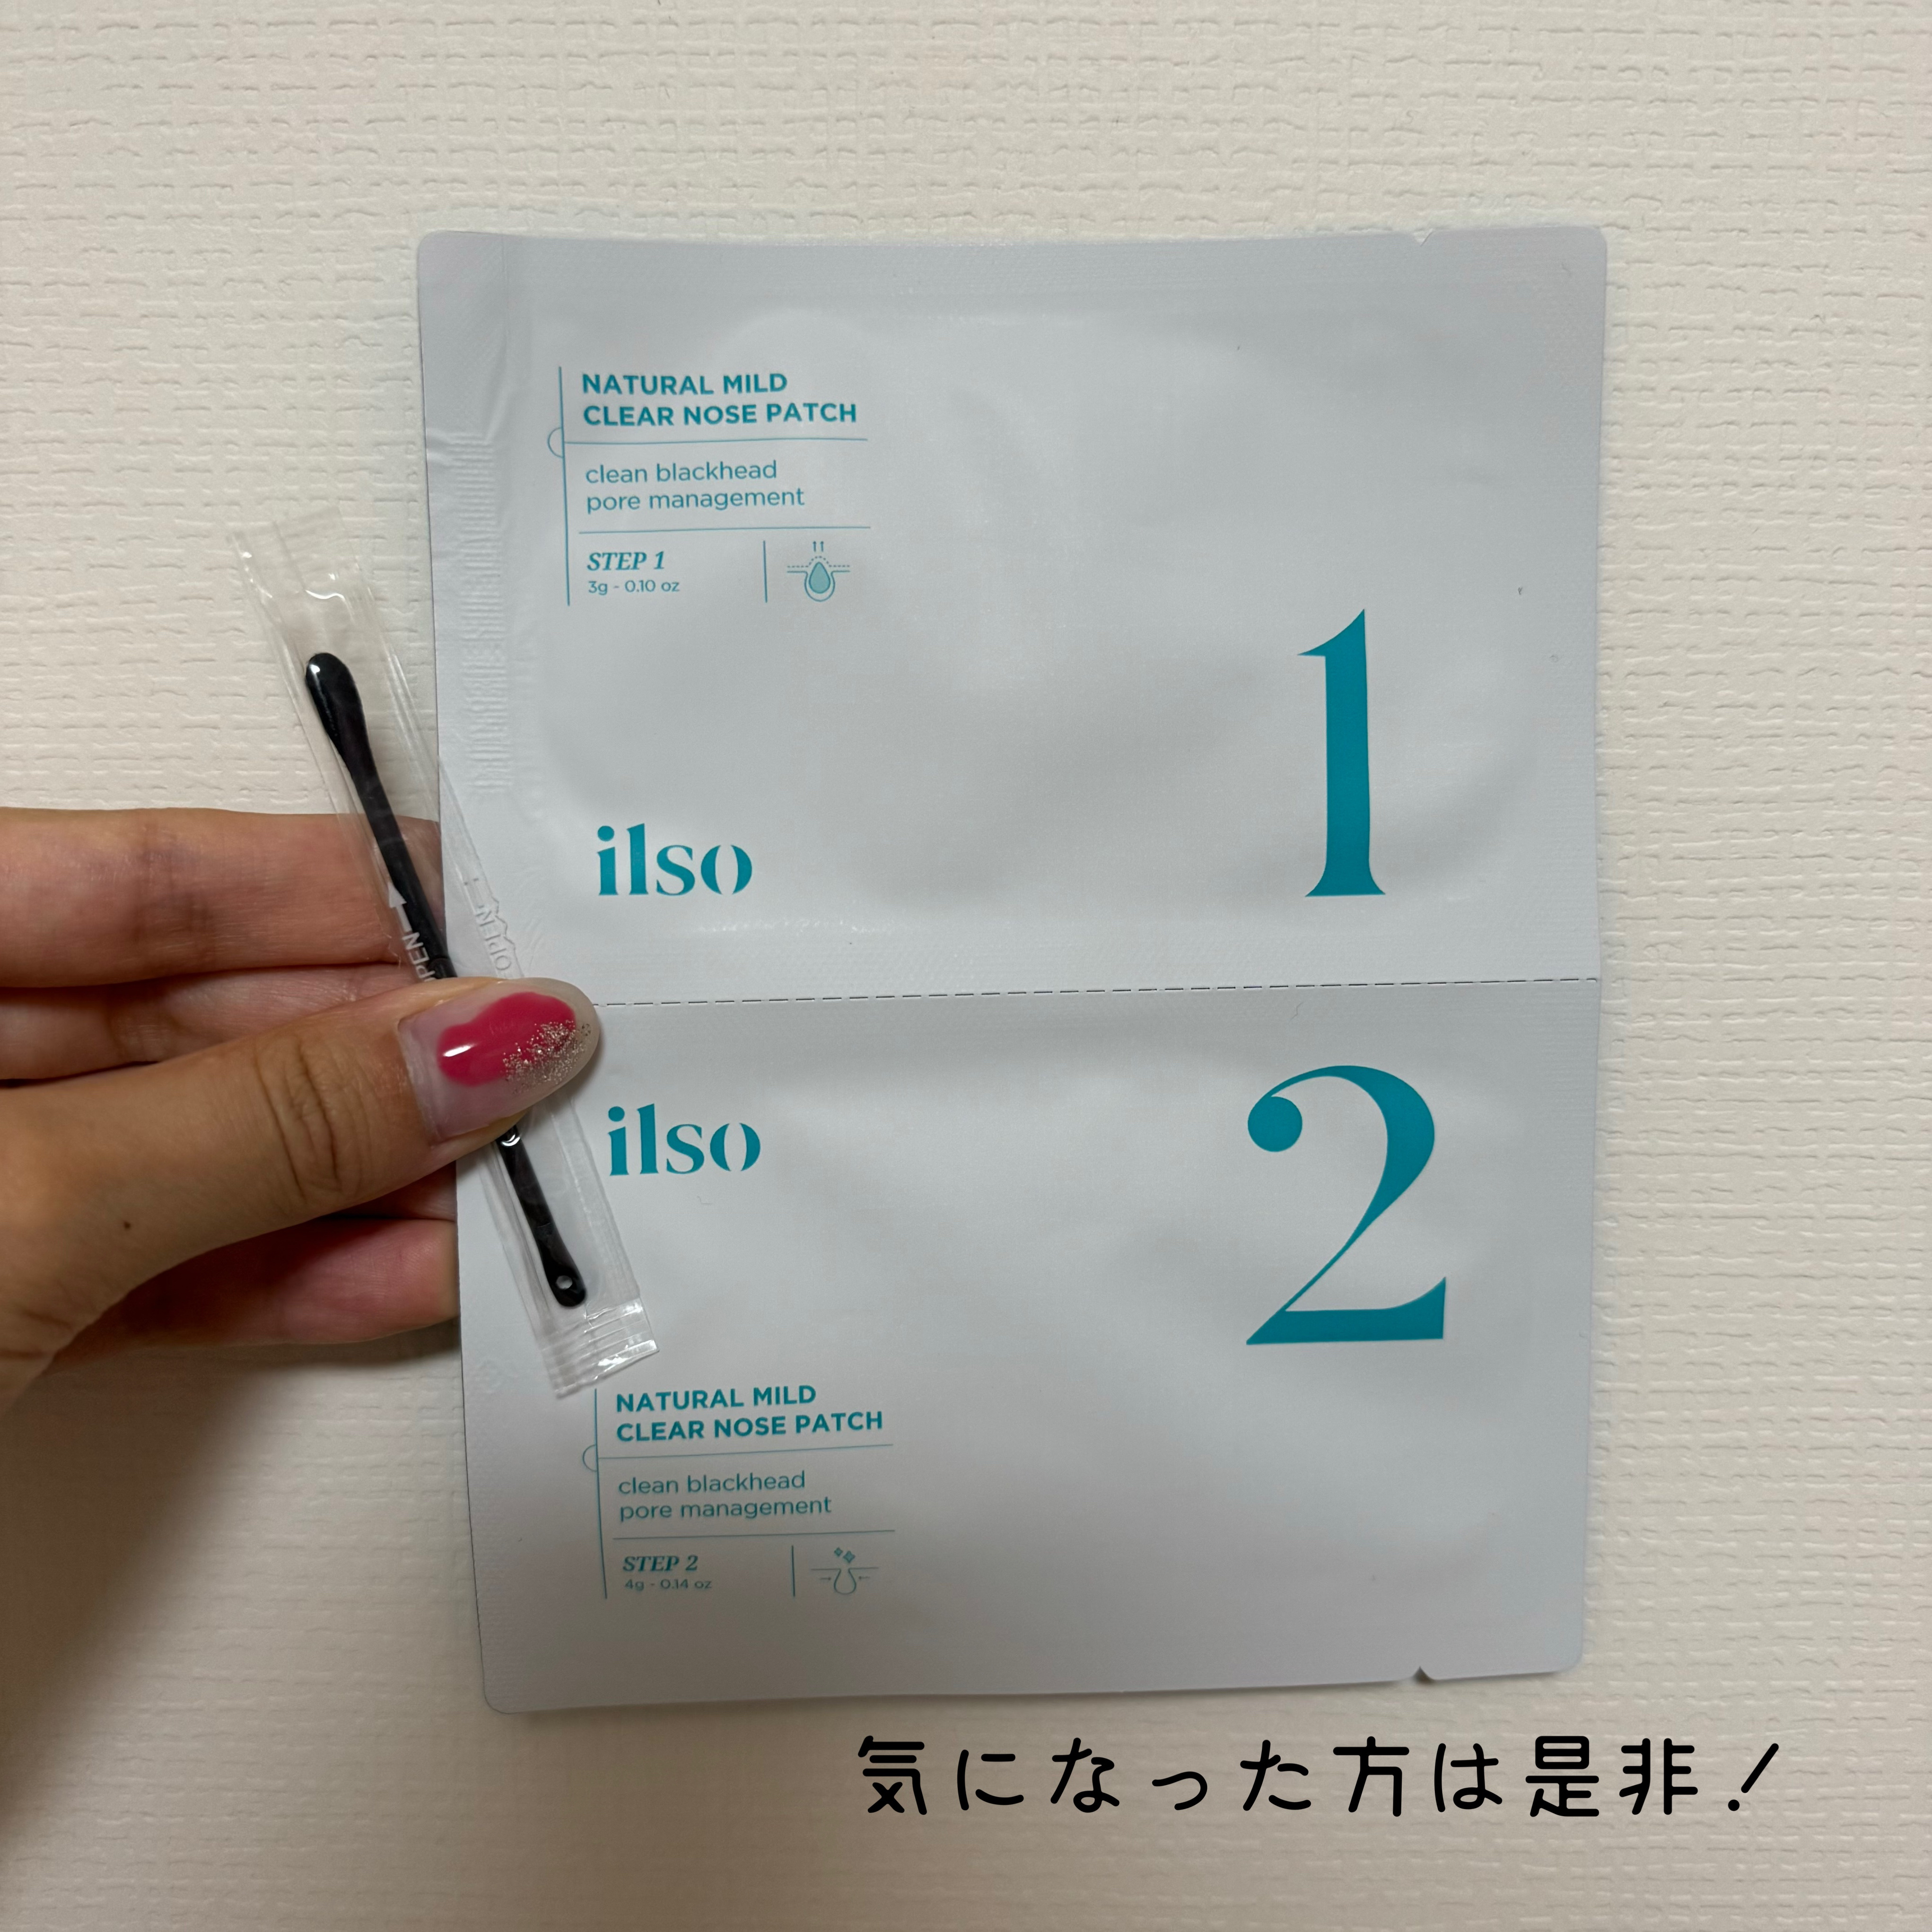 NATURAL MILD
CLEAR NOSE PATCH
clean blackhead
pore management
STEP 1
3g - 0.10 oz
1
ilso
OPEN
ilso
2
NATURAL MILD
CLEAR NOSE PATCH
clean blackhead
pore management
STEP 2
4g - 0.14 oz
気になった方は是非！